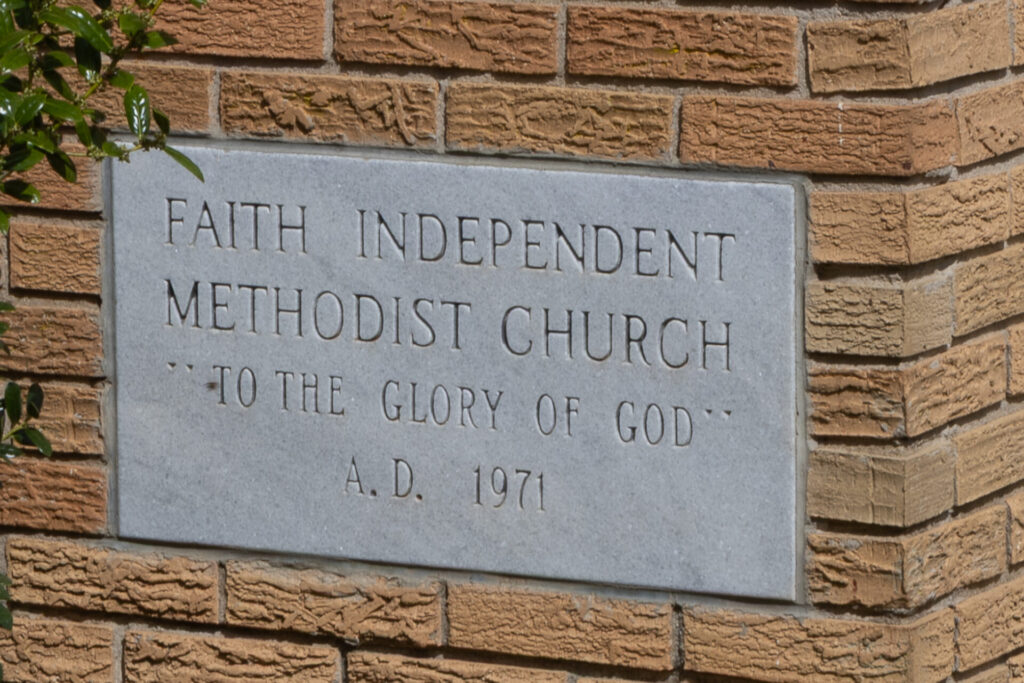 FAITH INDEPENDENT
METHODIST CHURCH
"TO THE GLORY OF GOD"
A.D. 1971